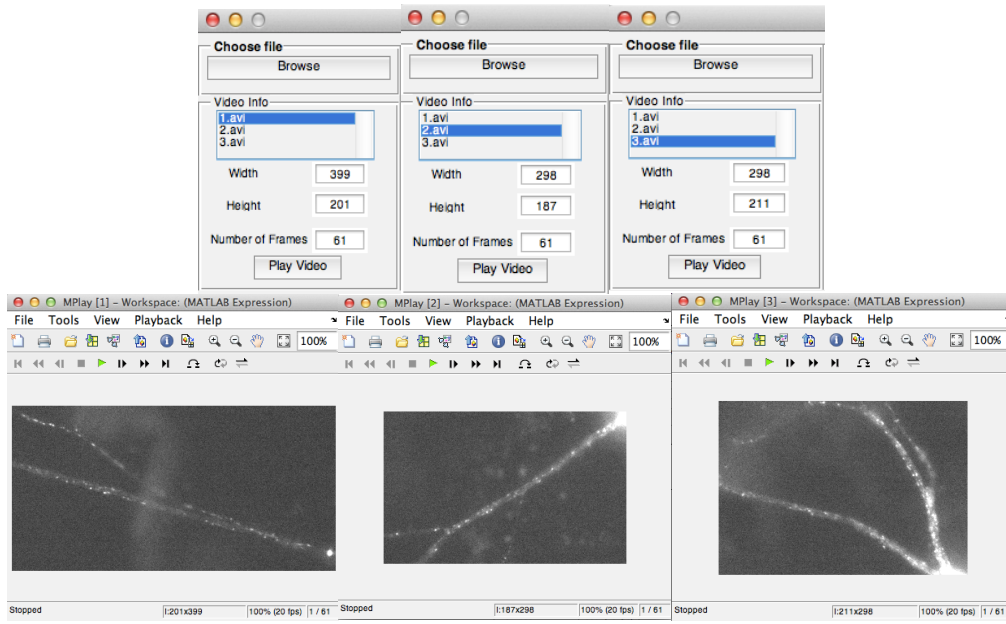 Choose file
Browse
Video Info
1.avi
2.avi
3.avi
Width 399
Height 201
Number of Frames 61
Play Video
Choose file
Browse
Video Info
1.avi
2.avi
3.avi
Width 298
Height 187
Number of Frames 61
Play Video
Choose file
Browse
Video Info
1.avi
2.avi
3.avi
Width 298
Height 211
Number of Frames 61
Play Video
MPlay [1] – Workspace: (MATLAB Expression)
File Tools View Playback Help
100%
Stopped I:201x399 100% (20 fps) 1 / 61
MPlay [2] – Workspace: (MATLAB Expression)
File Tools View Playback Help
100%
Stopped I:187x298 100% (20 fps) 1 / 61
MPlay [3] – Workspace: (MATLAB Expression)
File Tools View Playback Help
100%
Stopped I:211x298 100% (20 fps) 1 / 61